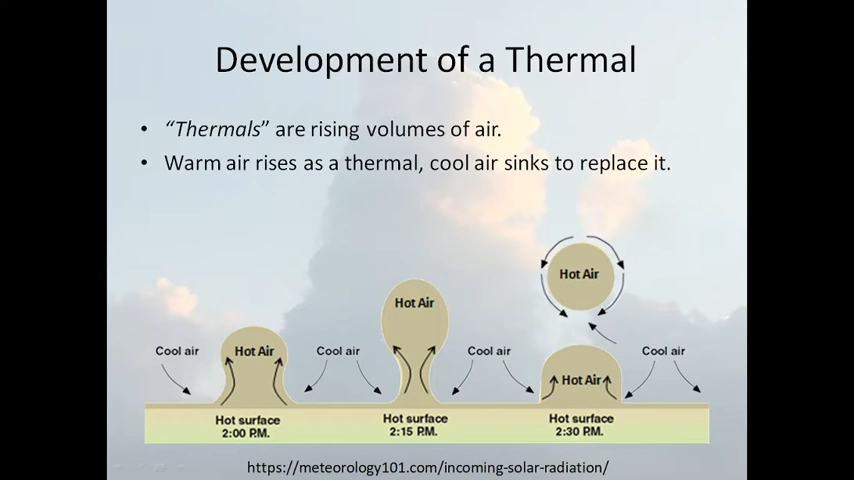 Development of a Thermal
• “Thermals” are rising volumes of air.
• Warm air rises as a thermal, cool air sinks to replace it.
Hot Air
Hot Air
Cool air
Hot Air
Cool air
Cool air
Cool air
Hot Air
Hot surface
2:00 P.M.
Hot surface
2:15 P.M.
Hot surface
2:30 P.M.
https://meteorology101.com/incoming-solar-radiation/